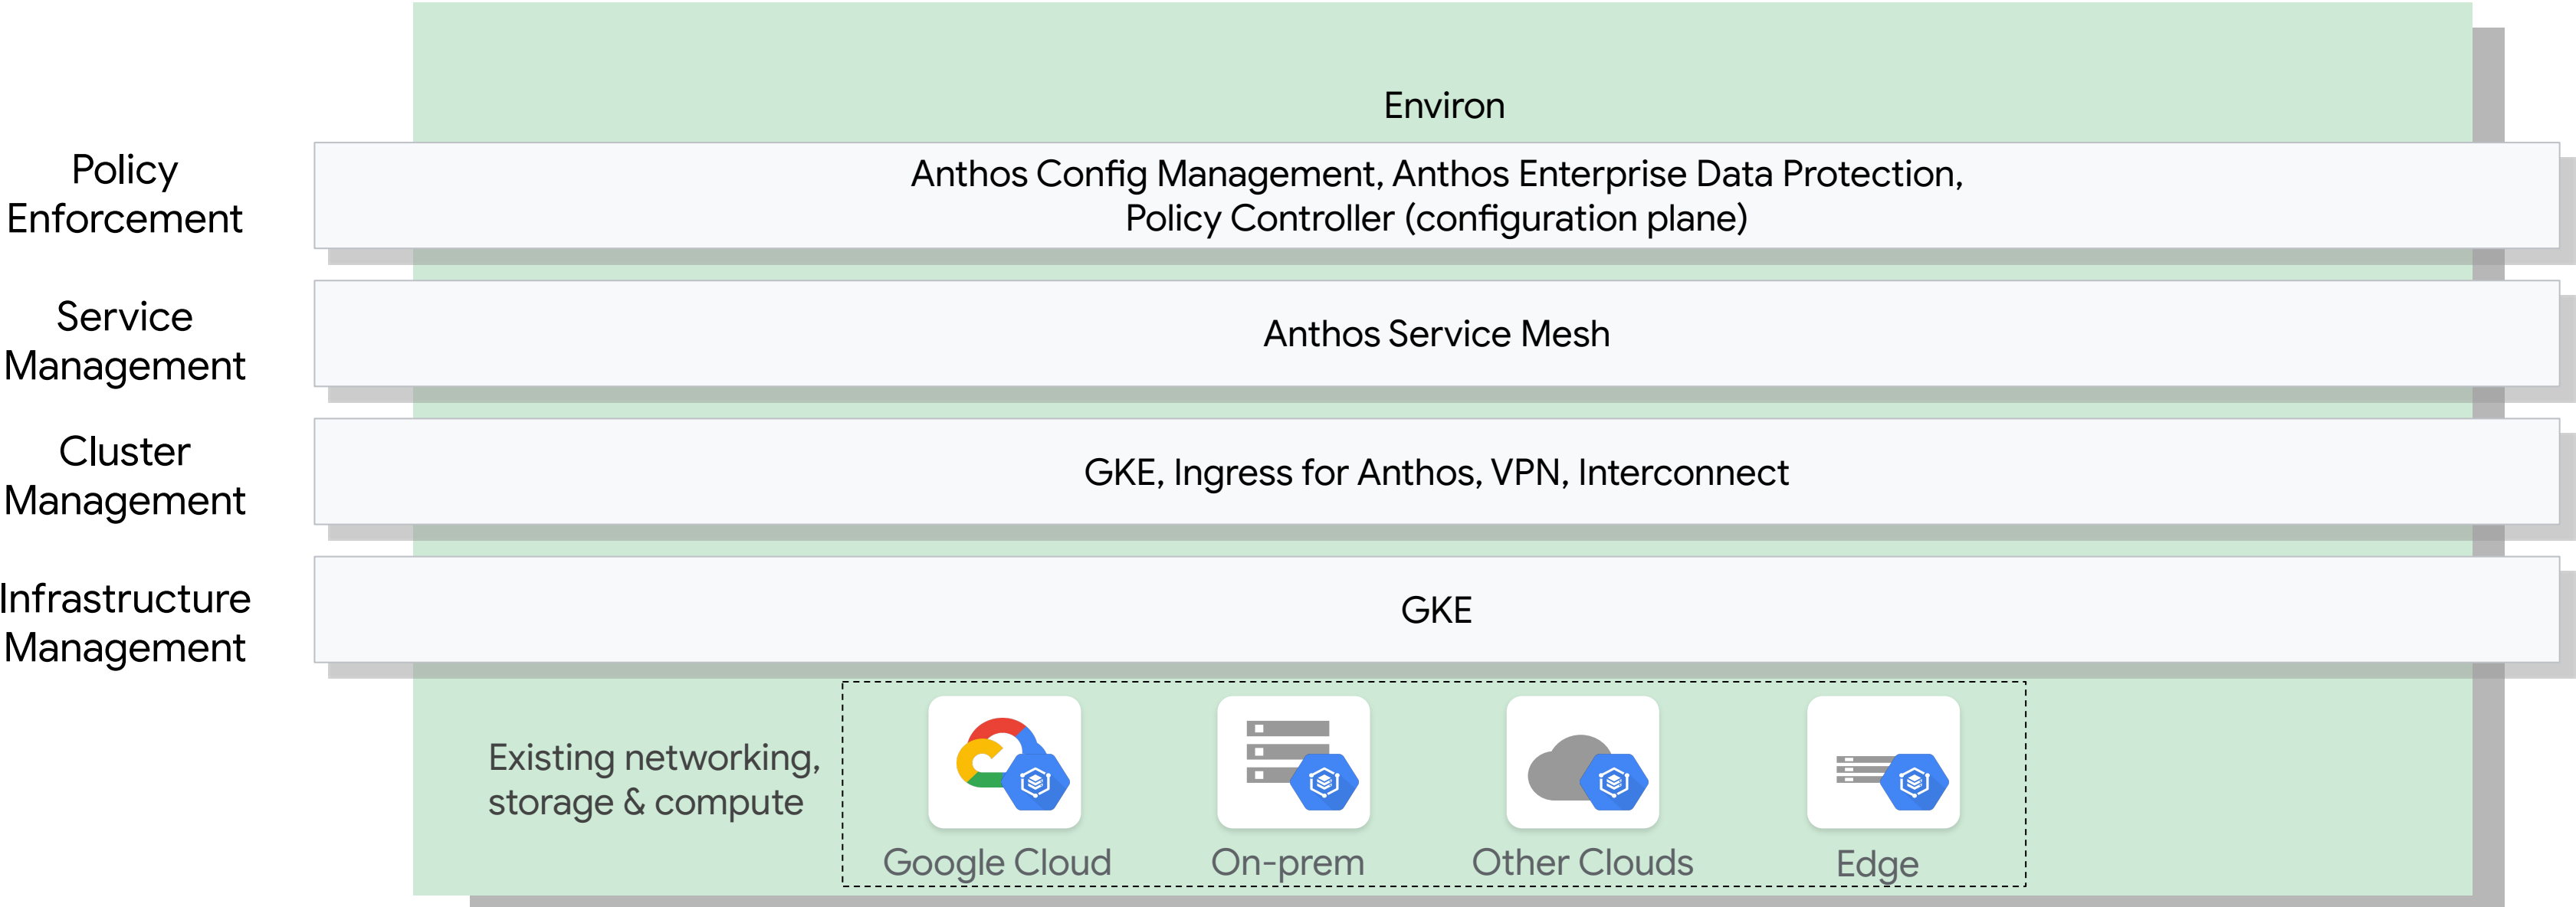 Environ
Policy
Enforcement
Anthos Config Management, Anthos Enterprise Data Protection,
Policy Controller (configuration plane)
Service
Management
Anthos Service Mesh
Cluster
Management
GKE, Ingress for Anthos, VPN, Interconnect
Infrastructure
Management
GKE
Existing networking,
storage & compute
Google Cloud
On-prem
Other Clouds
Edge